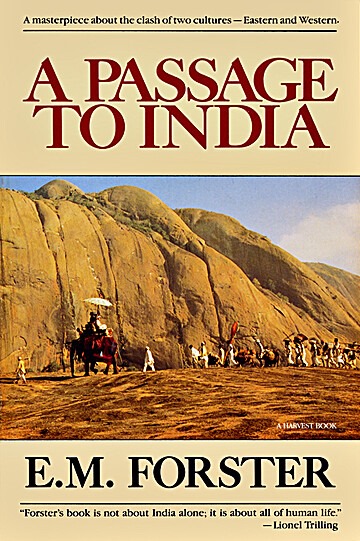 A masterpiece about the clash of two cultures—Eastern and Western.
A PASSAGE
TO INDIA
A HARVEST BOOK
E.M. FORSTER
“Forster's book is not about India alone; it is about all of human life.”
—Lionel Trilling